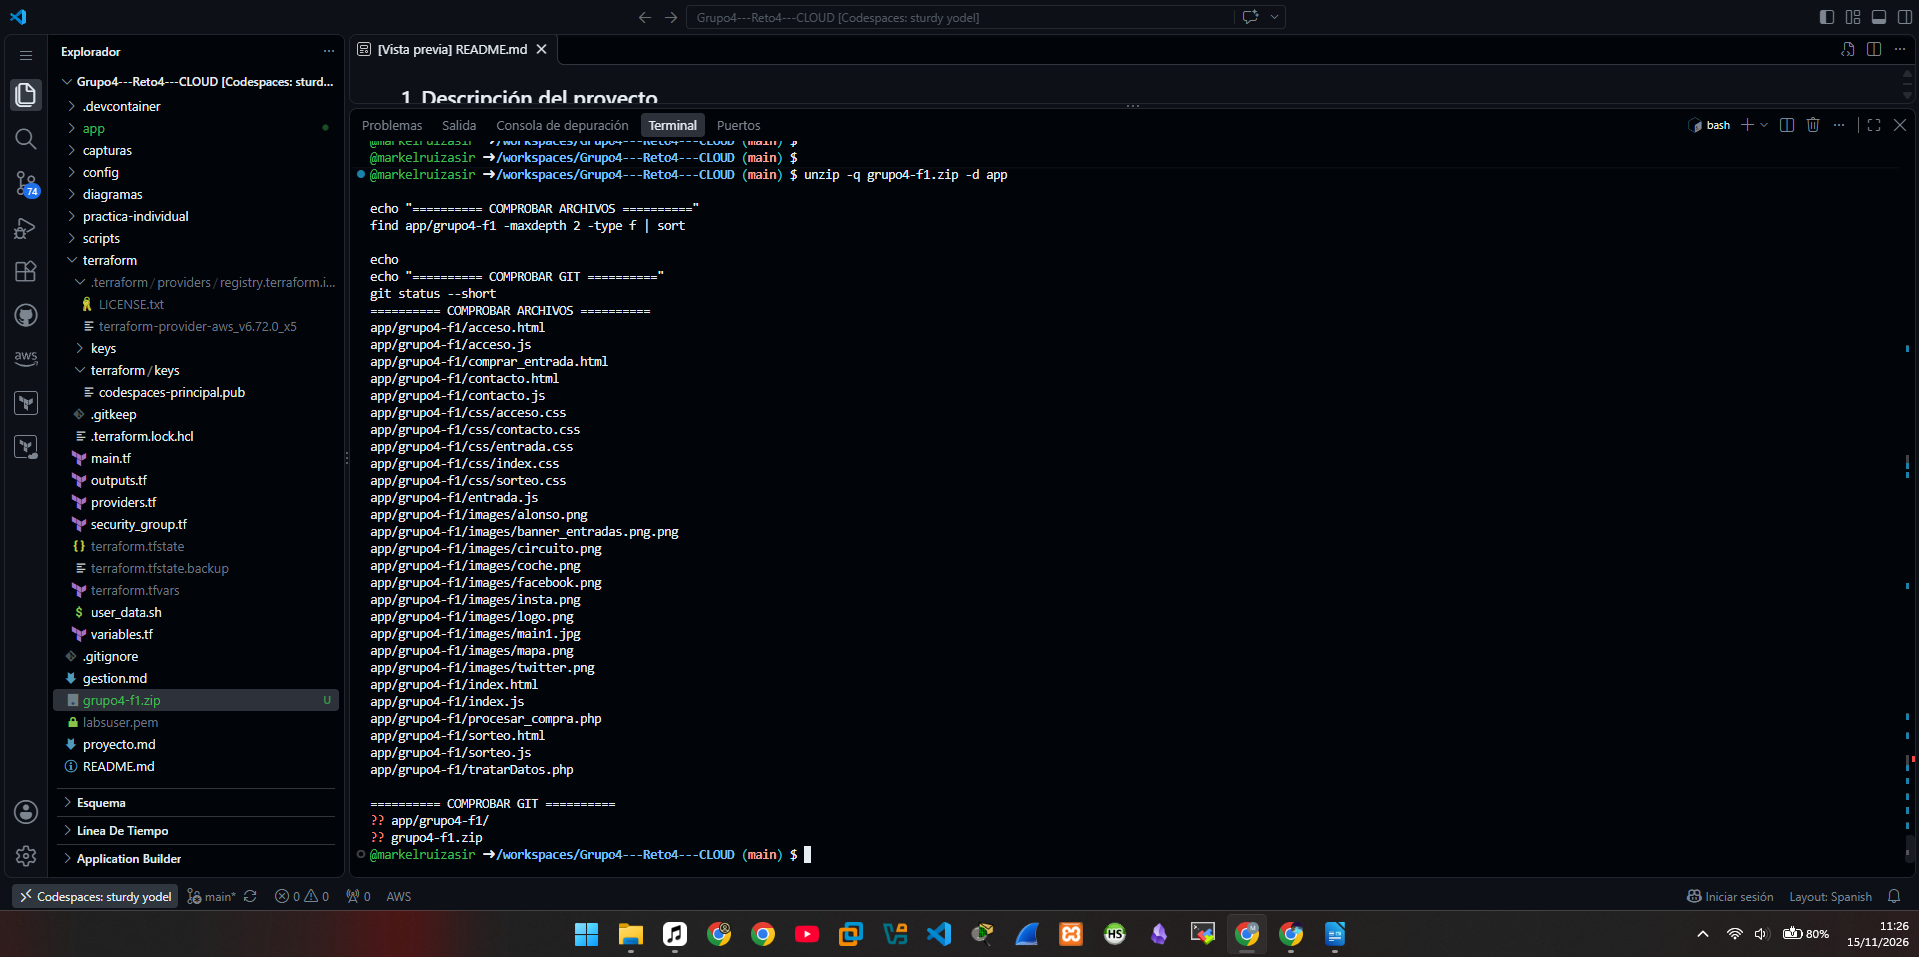 Grupo4---Reto4---CLOUD [Codespaces: sturdy yodel]
Explorador
Grupo4---Reto4---CLOUD [Codespaces: sturd...
.devcontainer
app
capturas
config
diagramas
practica-individual
scripts
terraform
.terraform / providers / registry.terraform.i...
LICENSE.txt
terraform-provider-aws_v6.72.0_x5
keys
terraform / keys
codespaces-principal.pub
.gitkeep
.terraform.lock.hcl
main.tf
outputs.tf
providers.tf
security_group.tf
terraform.tfstate
terraform.tfstate.backup
terraform.tfvars
user_data.sh
variables.tf
.gitignore
gestion.md
grupo4-f1.zip U
labsuser.pem
proyecto.md
README.md
Esquema
Línea De Tiempo
Application Builder
74
aws
[Vista previa] README.md
1. Descripción del proyecto
Problemas Salida Consola de depuración Terminal Puertos
bash
@markelruizasir ➜/workspaces/Grupo4---Reto4---CLOUD (main) $
@markelruizasir ➜/workspaces/Grupo4---Reto4---CLOUD (main) $
@markelruizasir ➜/workspaces/Grupo4---Reto4---CLOUD (main) $ unzip -q grupo4-f1.zip -d app
echo "========== COMPROBAR ARCHIVOS =========="
find app/grupo4-f1 -maxdepth 2 -type f | sort
echo
echo "========== COMPROBAR GIT =========="
git status --short
========== COMPROBAR ARCHIVOS ==========
app/grupo4-f1/acceso.html
app/grupo4-f1/acceso.js
app/grupo4-f1/comprar_entrada.html
app/grupo4-f1/contacto.html
app/grupo4-f1/contacto.js
app/grupo4-f1/css/acceso.css
app/grupo4-f1/css/contacto.css
app/grupo4-f1/css/entrada.css
app/grupo4-f1/css/index.css
app/grupo4-f1/css/sorteo.css
app/grupo4-f1/entrada.js
app/grupo4-f1/images/alonso.png
app/grupo4-f1/images/banner_entradas.png.png
app/grupo4-f1/images/circuito.png
app/grupo4-f1/images/coche.png
app/grupo4-f1/images/facebook.png
app/grupo4-f1/images/insta.png
app/grupo4-f1/images/logo.png
app/grupo4-f1/images/main1.jpg
app/grupo4-f1/images/mapa.png
app/grupo4-f1/images/twitter.png
app/grupo4-f1/index.html
app/grupo4-f1/index.js
app/grupo4-f1/procesar_compra.php
app/grupo4-f1/sorteo.html
app/grupo4-f1/sorteo.js
app/grupo4-f1/tratarDatos.php
========== COMPROBAR GIT ==========
?? app/grupo4-f1/
?? grupo4-f1.zip
@markelruizasir ➜/workspaces/Grupo4---Reto4---CLOUD (main) $
Codespaces: sturdy yodel main* 0 0 0 AWS
Iniciar sesión Layout: Spanish
HS
80%
11:26
15/11/2026